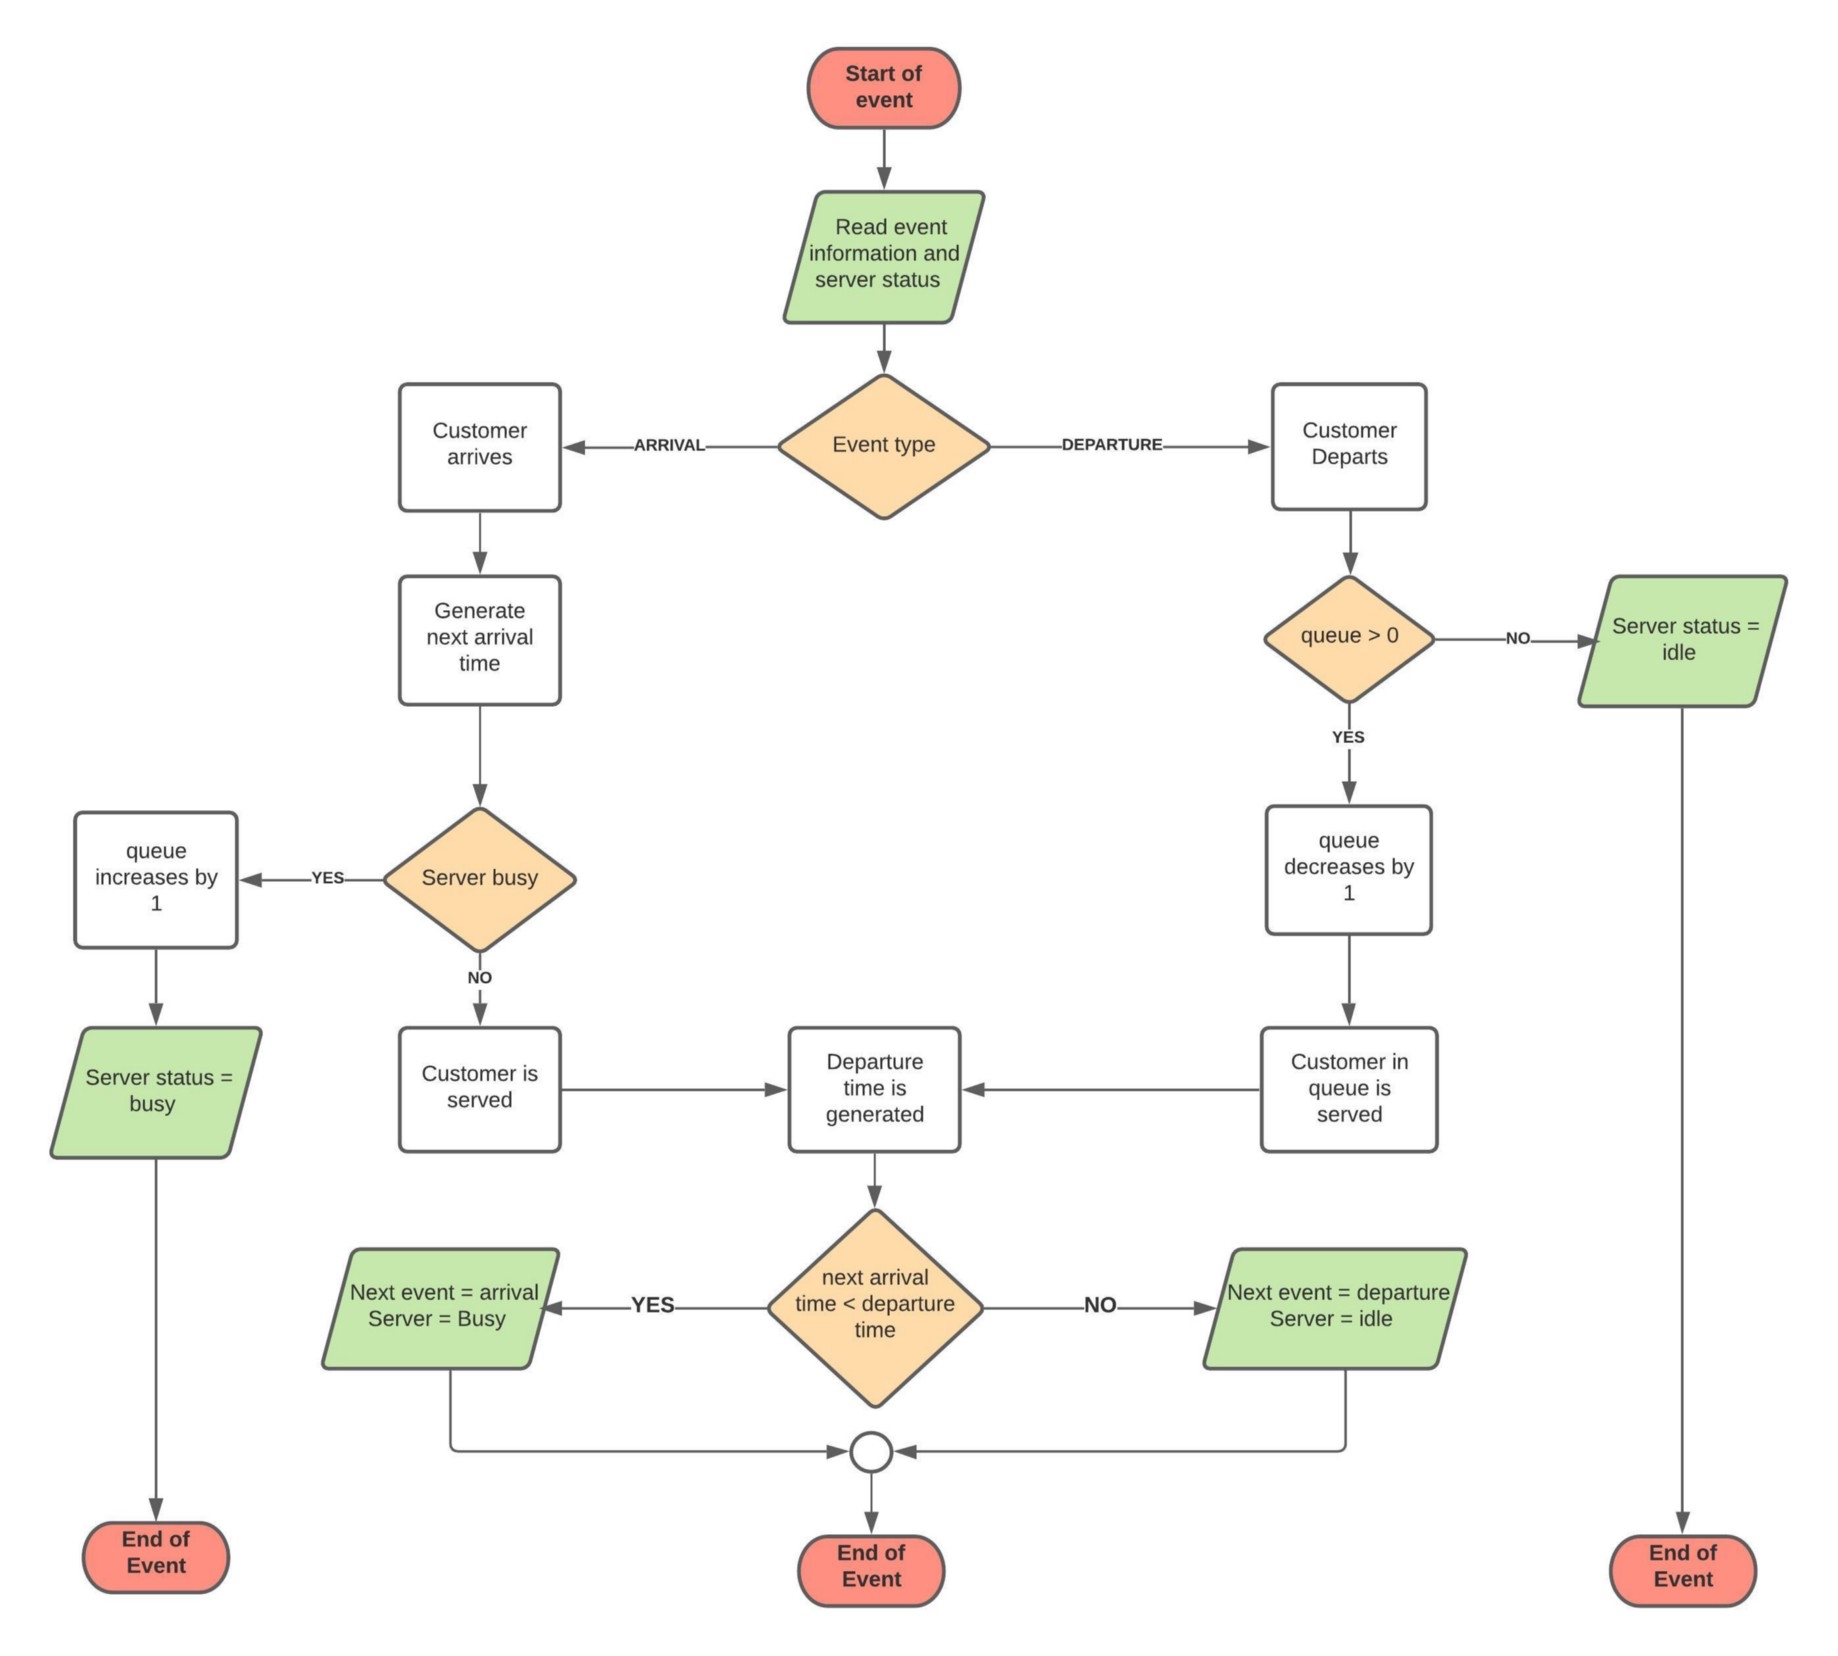 Start of
event
Read event
information and
server status
Customer
arrives
ARRIVAL
Event type
DEPARTURE
Customer
Departs
Generate
next arrival
time
queue > 0
NO
Server status =
idle
YES
queue
increases by
1
YES
Server busy
queue
decreases by
1
NO
Server status =
busy
Customer is
served
Departure
time is
generated
Customer in
queue is
served
Next event = arrival
Server = Busy
YES
next arrival
time < departure
time
NO
Next event = departure
Server = idle
End of
Event
End of
Event
End of
Event